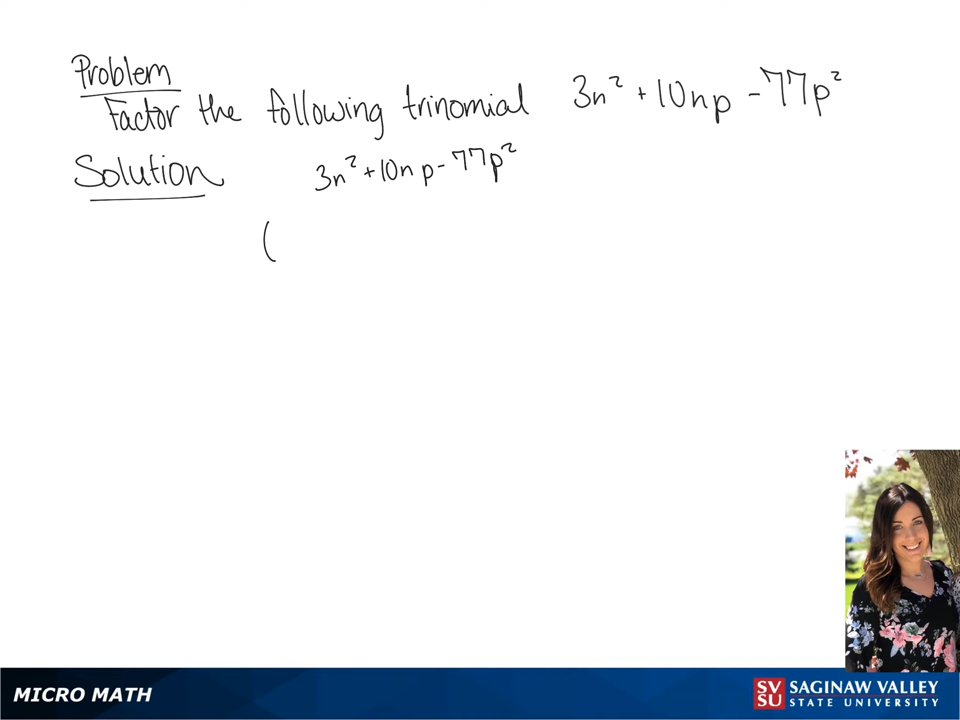 Problem
Factor the following trinomial 3n² + 10np - 77p²
Solution 3n² + 10np - 77p²
(
MICRO MATH
SVSU SAGINAW VALLEY
STATE UNIVERSITY